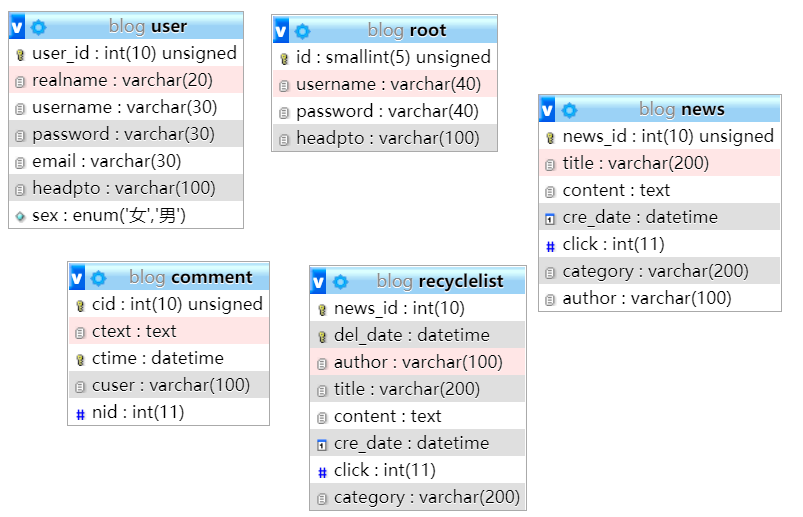 v blog user
user_id : int(10) unsigned
realname : varchar(20)
username : varchar(30)
password : varchar(30)
email : varchar(30)
headpto : varchar(100)
sex : enum('女','男')
v blog root
id : smallint(5) unsigned
username : varchar(40)
password : varchar(40)
headpto : varchar(100)
v blog news
news_id : int(10) unsigned
title : varchar(200)
content : text
cre_date : datetime
# click : int(11)
category : varchar(200)
author : varchar(100)
v blog comment
cid : int(10) unsigned
ctext : text
ctime : datetime
cuser : varchar(100)
# nid : int(11)
v blog recyclelist
news_id : int(10)
del_date : datetime
author : varchar(100)
title : varchar(200)
content : text
cre_date : datetime
# click : int(11)
category : varchar(200)